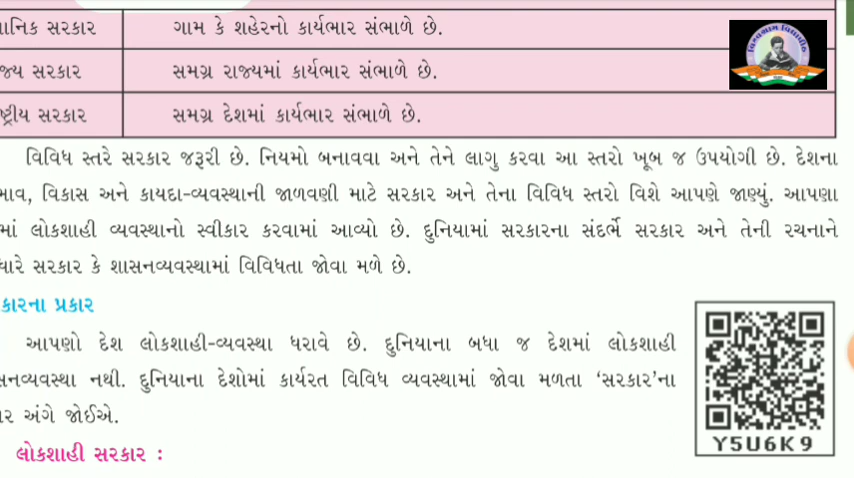 સરકાર
ગામ કે શહેરનો કાર્યભાર સંભાળે છે.
સરકાર
સમગ્ર રાજ્યમાં કાર્યભાર સંભાળે છે.
સરકાર
સમગ્ર દેશમાં કાર્યભાર સંભાળે છે.
વિવિધ સ્તરે સરકાર જરૂરી છે. નિયમો બનાવવા અને તેને લાગુ કરવા આ સ્તરો ખૂબ જ ઉપયોગી છે. દેશના
વિકાસ અને કાયદા-વ્યવસ્થાની જાળવણી માટે સરકાર અને તેના વિવિધ સ્તરો વિશે આપણે જાણ્યું. આપણા
માં લોકશાહી વ્યવસ્થાનો સ્વીકાર કરવામાં આવ્યો છે. દુનિયામાં સરકારના સંદર્ભે સરકાર અને તેની રચનાને
ધારે સરકાર કે શાસનવ્યવસ્થામાં વિવિધતા જોવા મળે છે.
કારના પ્રકાર
આપણો દેશ લોકશાહી-વ્યવસ્થા ધરાવે છે. દુનિયાના બધા જ દેશમાં લોકશાહી
સનવ્યવસ્થા નથી. દુનિયાના દેશોમાં કાર્યરત વિવિધ વ્યવસ્થામાં જોવા મળતા ‘સરકાર’ના
ર અંગે જોઈએ.
Y5U6K9
લોકશાહી સરકાર :